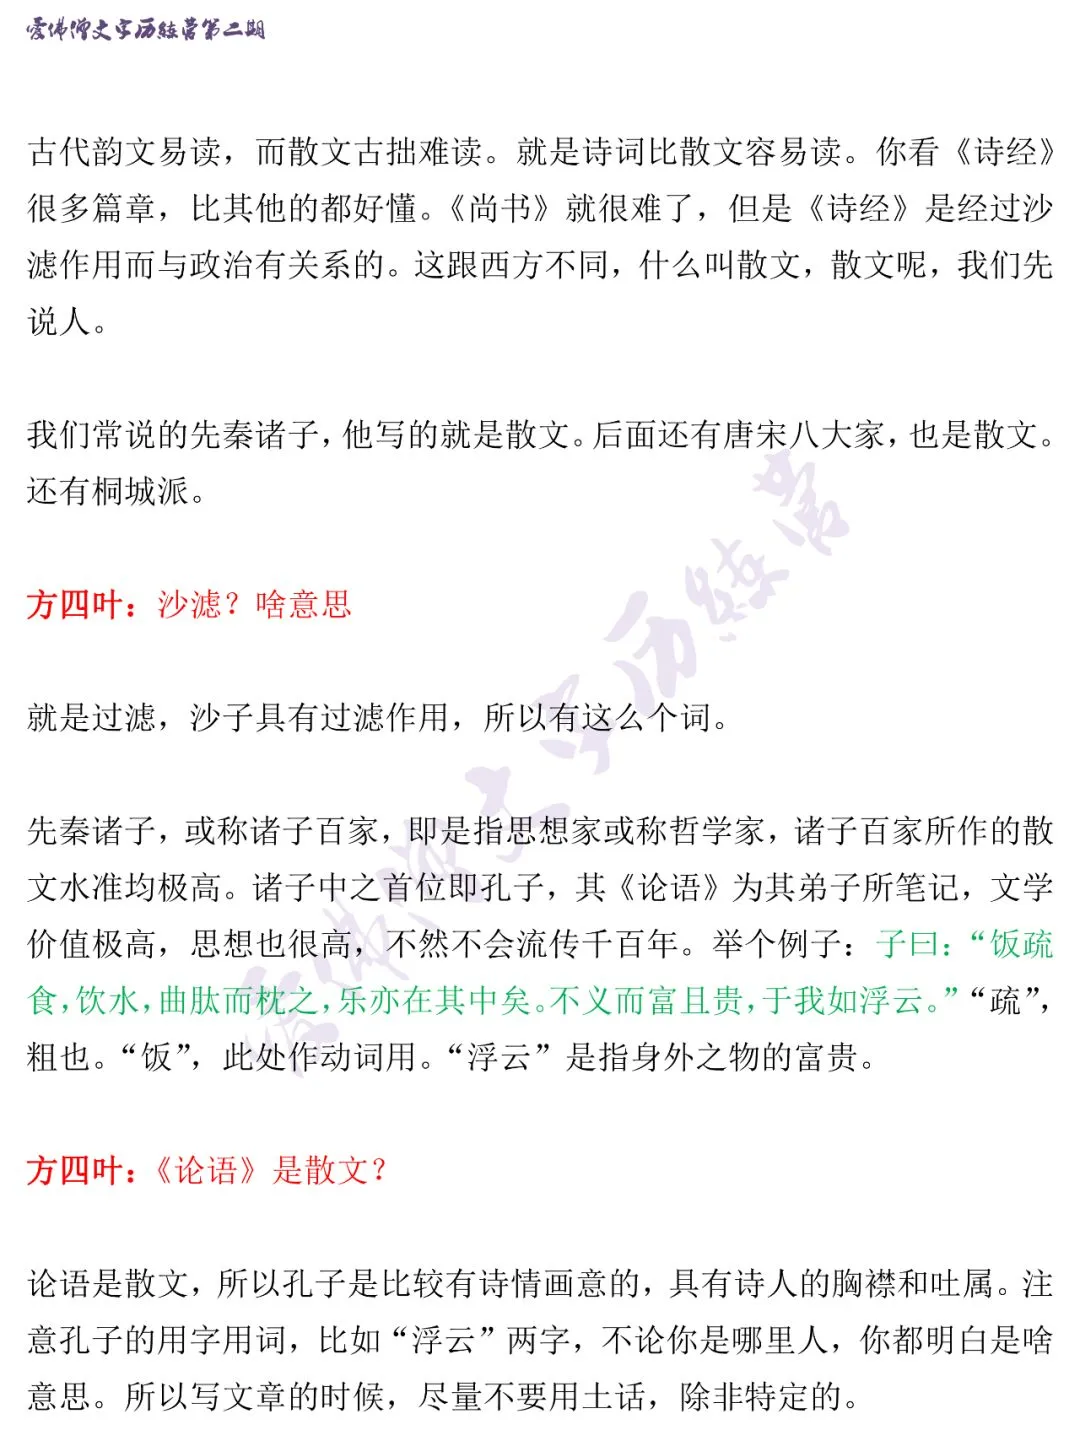 爱佛僧文字历练营第二期
古代韵文易读，而散文古拙难读。就是诗词比散文容易读。你看《诗经》
很多篇章，比其他的都好懂。《尚书》就很难了，但是《诗经》是经过沙
滤作用而与政治有关系的。这跟西方不同，什么叫散文，散文呢，我们先
说人。
我们常说的先秦诸子，他写的就是散文。后面还有唐宋八大家，也是散文。
还有桐城派。
方四叶：沙滤？啥意思
就是过滤，沙子具有过滤作用，所以有这么个词。
先秦诸子，或称诸子百家，即是指思想家或称哲学家，诸子百家所作的散
文水准均极高。诸子中之首位即孔子，其《论语》为其弟子所笔记，文学
价值极高，思想也很高，不然不会流传千百年。举个例子：子曰：“饭疏
食，饮水，曲肱而枕之，乐亦在其中矣。不义而富且贵，于我如浮云。”“疏”，
粗也。“饭”，此处作动词用。“浮云”是指身外之物的富贵。
方四叶：《论语》是散文？
论语是散文，所以孔子是比较有诗情画意的，具有诗人的胸襟和吐属。注
意孔子的用字用词，比如“浮云”两字，不论你是哪里人，你都明白是啥
意思。所以写文章的时候，尽量不要用土话，除非特定的。
爱佛僧文字历练营